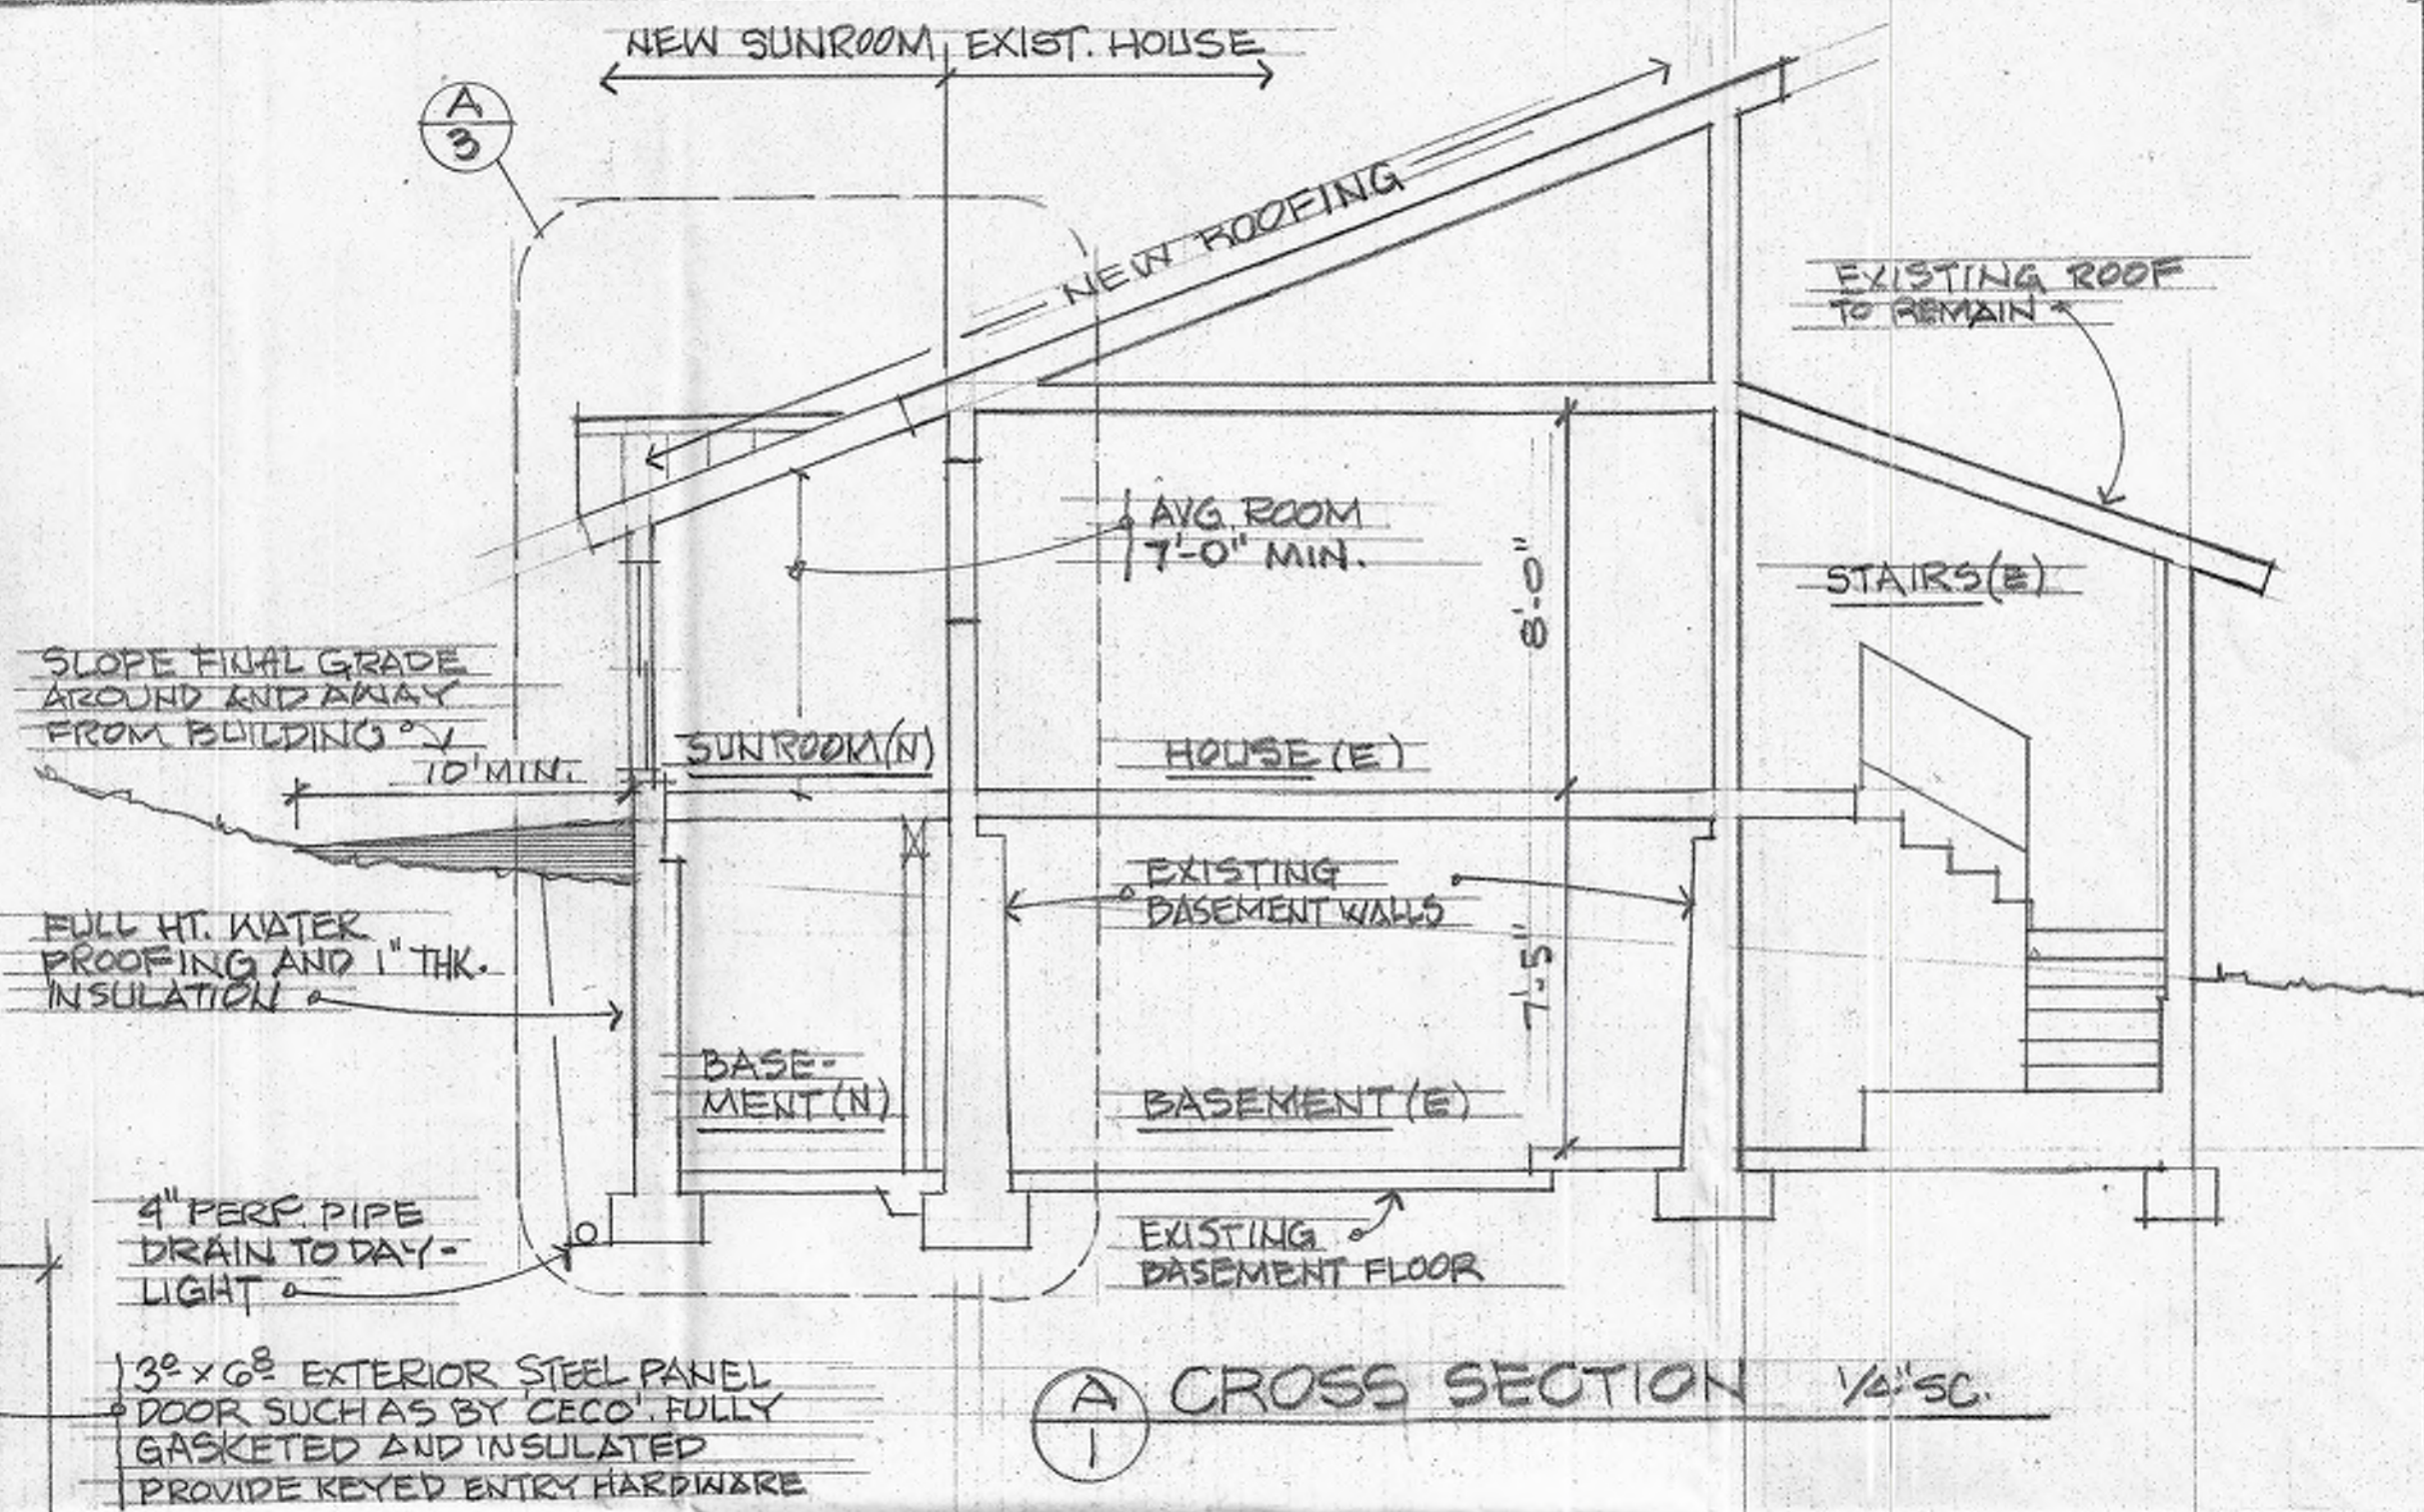 NEW SUNROOM EXIST. HOUSE
A
3
NEW ROOFING
EXISTING ROOF
TO REMAIN
AVG. ROOM
7'-0" MIN.
8'-0"
STAIRS (E)
SLOPE FINAL GRADE
AROUND AND AWAY
FROM BUILDING
10' MIN.
SUNROOM (N)
HOUSE (E)
EXISTING
BASEMENT WALLS
FULL HT. WATER
PROOFING AND 1" THK.
INSULATION
7'-5"
BASE-
MENT (N)
BASEMENT (E)
4" PERF. PIPE
DRAIN TO DAY-
LIGHT
EXISTING
BASEMENT FLOOR
3º x 6⁸ EXTERIOR STEEL PANEL
DOOR SUCH AS BY 'CECO'. FULLY
GASKETED AND INSULATED
PROVIDE KEYED ENTRY HARDWARE
A
1
CROSS SECTION 1/4" SC.